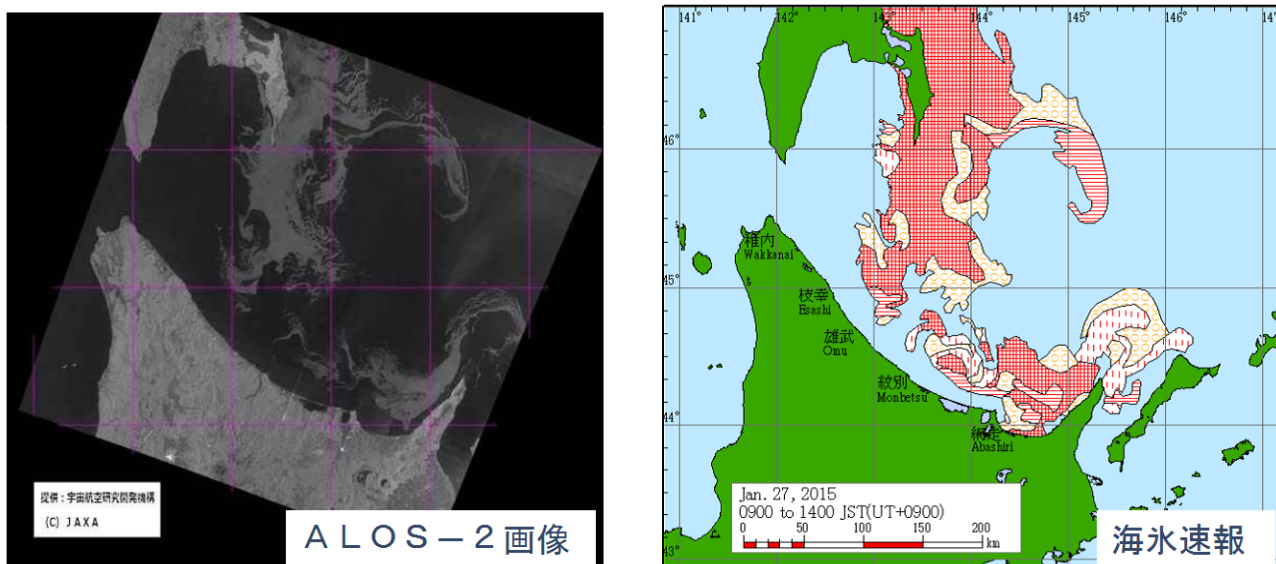 提供：宇宙航空研究開発機構
(C) JAXA
ＡＬＯＳ－２画像
141° 142° 143° 144° 145° 146° 147°
46°
45°
44°
43°
稚内
Wakkanai
枝幸
Esashi
雄武
Omu
紋別
Monbetsu
網走
Abashiri
Jan. 27, 2015
0900 to 1400 JST(UT+0900)
0 50 100 150 200
km
海氷速報